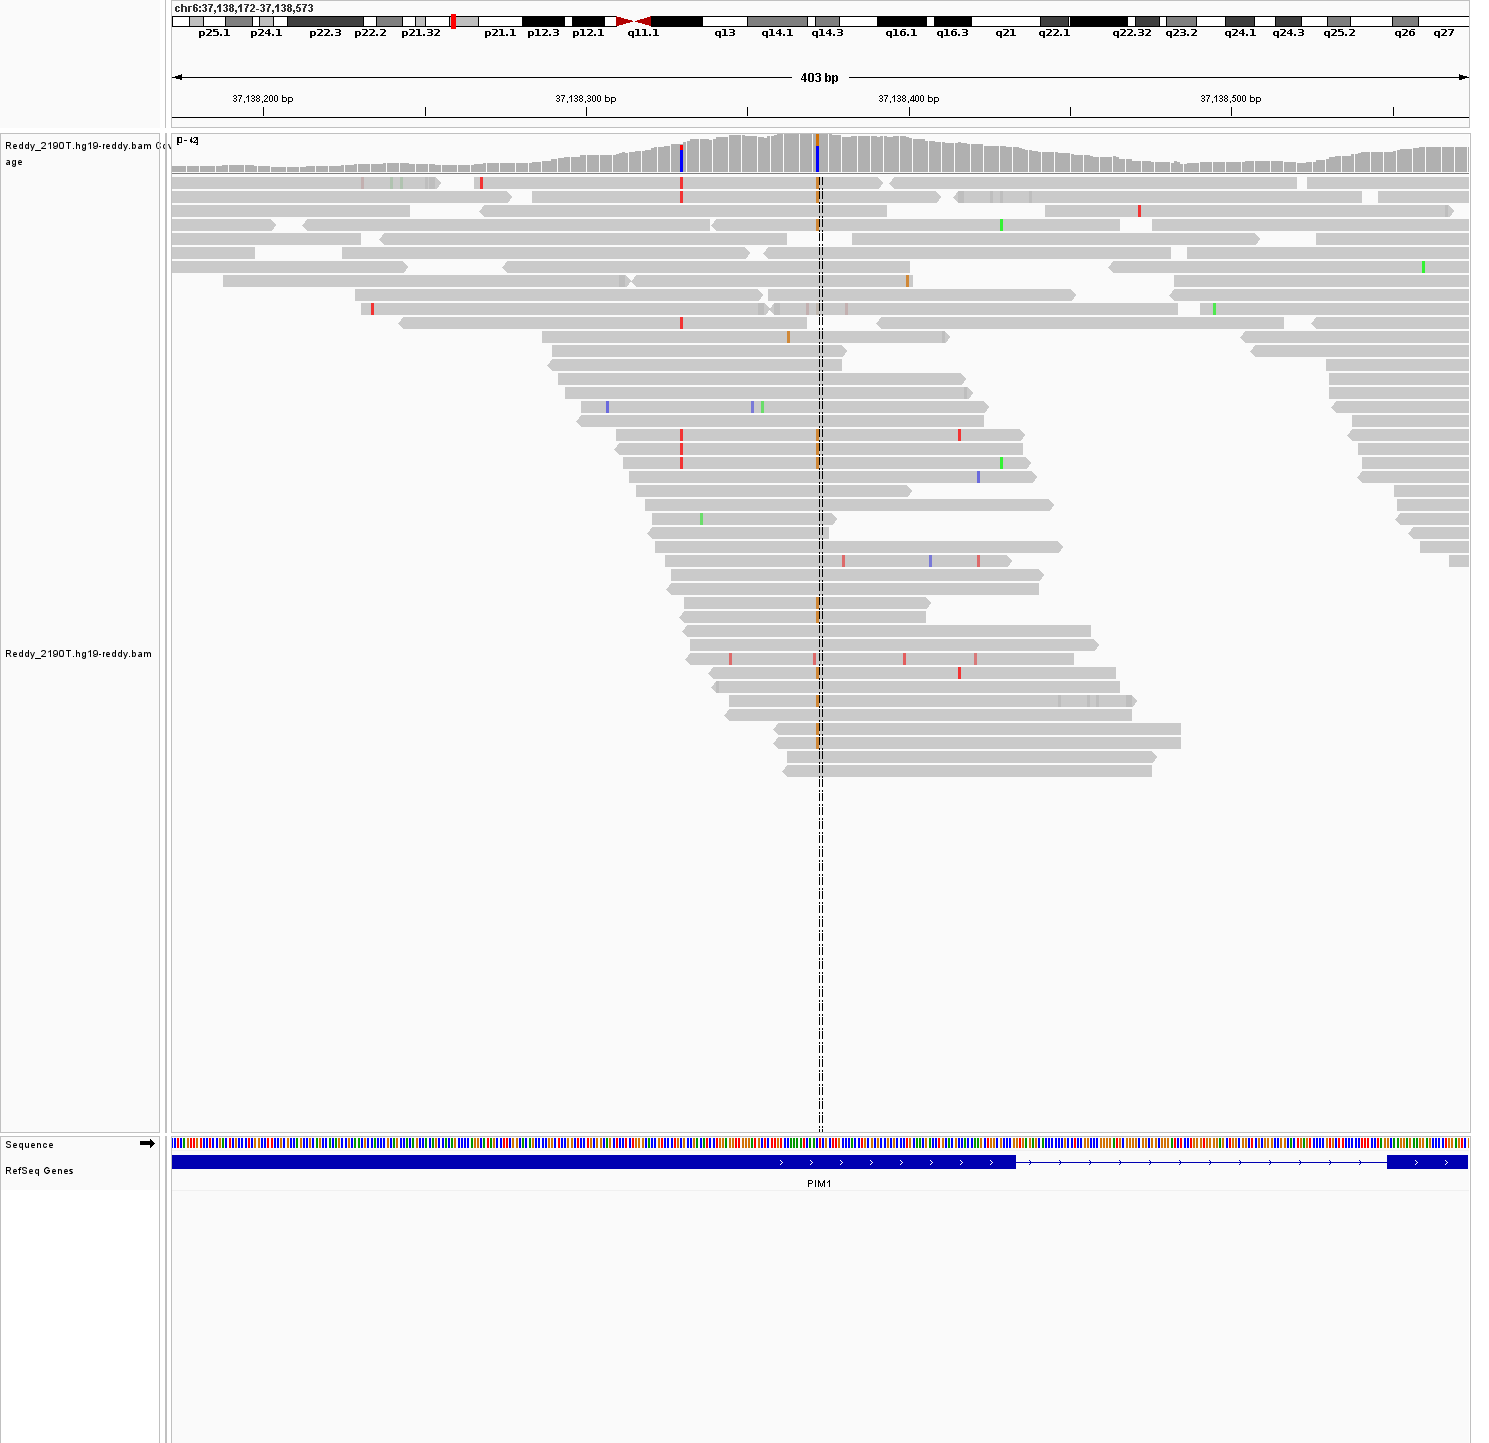 chr6:37,138,172-37,138,573
p25.1 p24.1 p22.3 p22.2 p21.32 p21.1 p12.3 p12.1 q11.1 q13 q14.1 q14.3 q16.1 q16.3 q21 q22.1 q22.32 q23.2 q24.1 q24.3 q25.2 q26 q27
403 bp
37,138,200 bp 37,138,300 bp 37,138,400 bp 37,138,500 bp
[0 - 42]
Reddy_2190T.hg19-reddy.bam Cov
age
Reddy_2190T.hg19-reddy.bam
Sequence
RefSeq Genes
PIM1